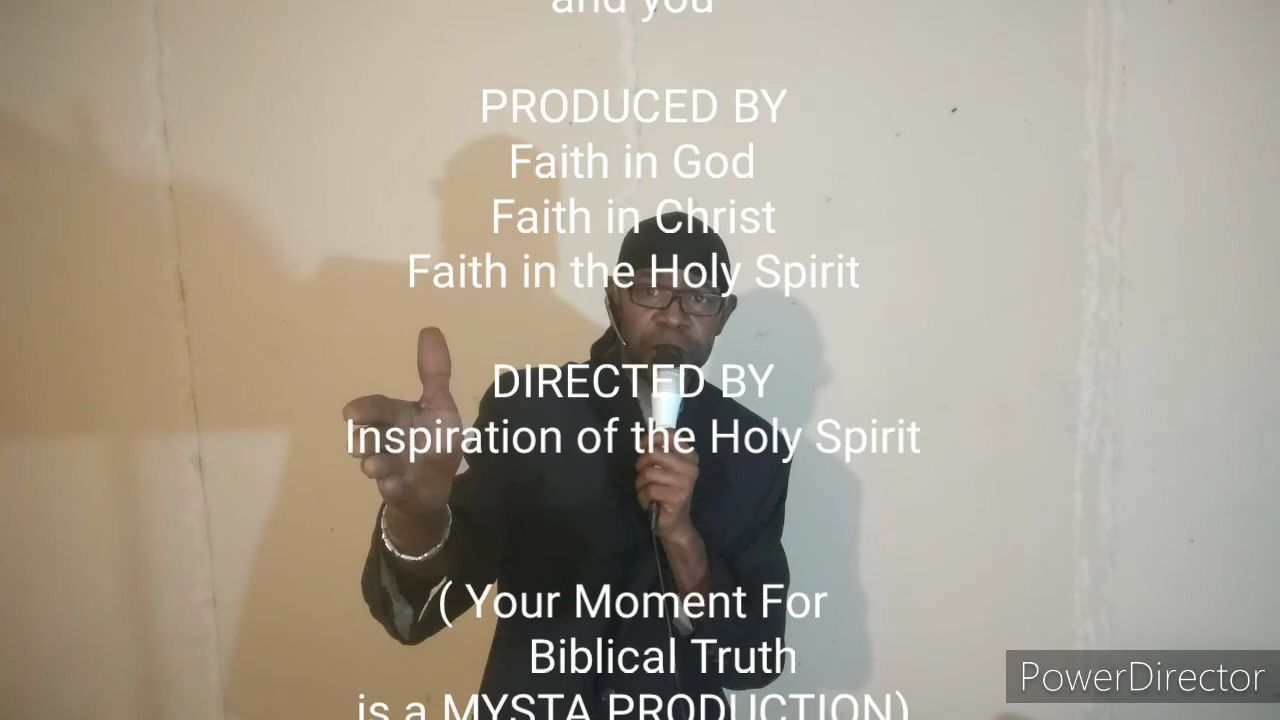 and you
PRODUCED BY
Faith in God
Faith in Christ
Faith in the Holy Spirit
DIRECTED BY
Inspiration of the Holy Spirit
( Your Moment For
Biblical Truth
is a MYSTA PRODUCTION)
PowerDirector